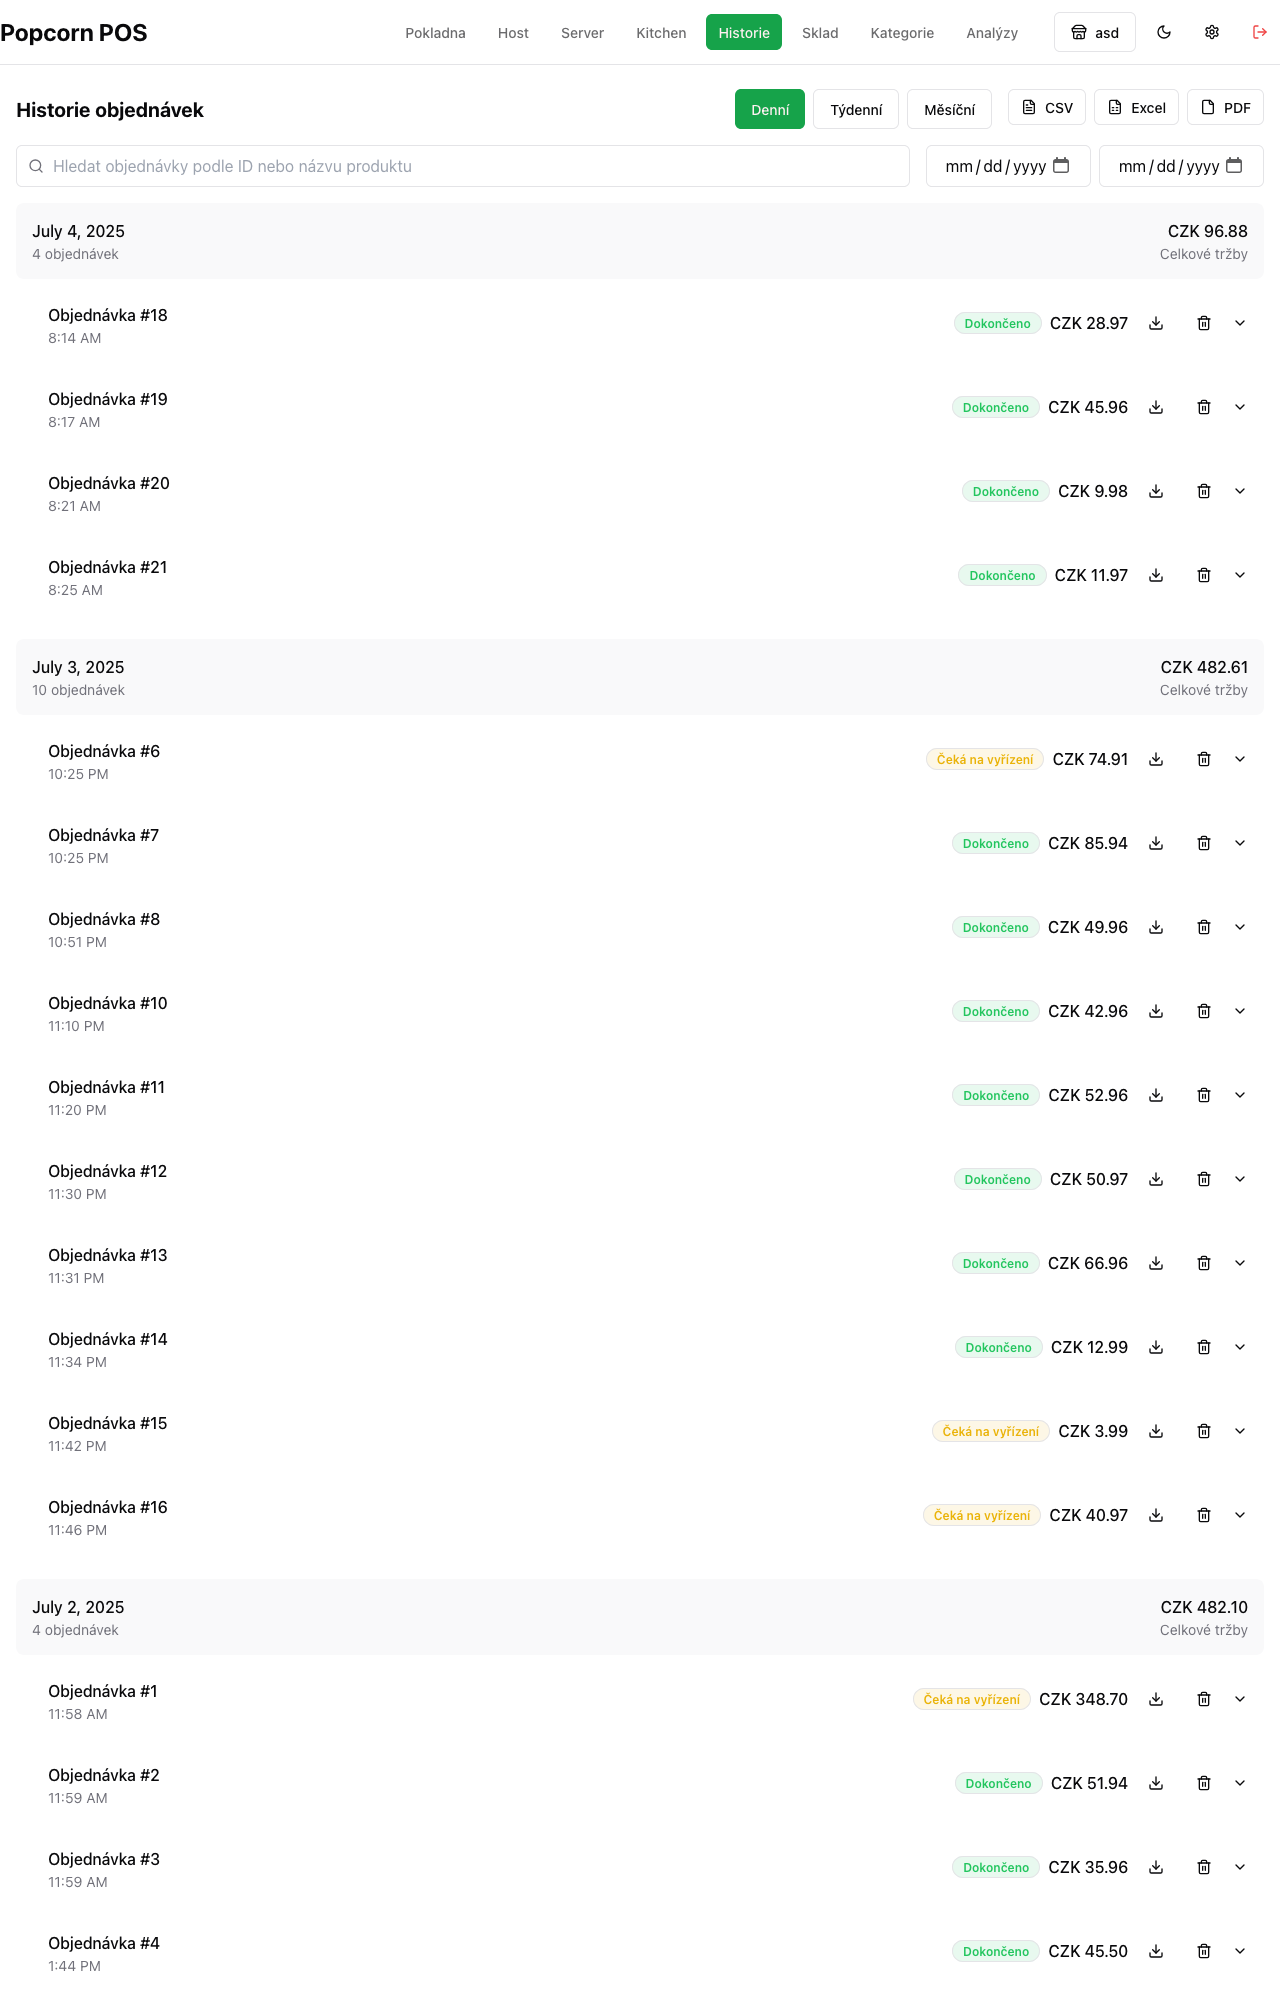 Popcorn POS
Pokladna Host Server Kitchen Historie Sklad Kategorie Analýzy asd
Historie objednávek
Denní Týdenní Měsíční CSV Excel PDF
Hledat objednávky podle ID nebo názvu produktu
mm/dd/yyyy mm/dd/yyyy
July 4, 2025 CZK 96.88
4 objednávek Celkové tržby
Objednávka #18
8:14 AM
Dokončeno CZK 28.97
Objednávka #19
8:17 AM
Dokončeno CZK 45.96
Objednávka #20
8:21 AM
Dokončeno CZK 9.98
Objednávka #21
8:25 AM
Dokončeno CZK 11.97
July 3, 2025 CZK 482.61
10 objednávek Celkové tržby
Objednávka #6
10:25 PM
Čeká na vyřízení CZK 74.91
Objednávka #7
10:25 PM
Dokončeno CZK 85.94
Objednávka #8
10:51 PM
Dokončeno CZK 49.96
Objednávka #10
11:10 PM
Dokončeno CZK 42.96
Objednávka #11
11:20 PM
Dokončeno CZK 52.96
Objednávka #12
11:30 PM
Dokončeno CZK 50.97
Objednávka #13
11:31 PM
Dokončeno CZK 66.96
Objednávka #14
11:34 PM
Dokončeno CZK 12.99
Objednávka #15
11:42 PM
Čeká na vyřízení CZK 3.99
Objednávka #16
11:46 PM
Čeká na vyřízení CZK 40.97
July 2, 2025 CZK 482.10
4 objednávek Celkové tržby
Objednávka #1
11:58 AM
Čeká na vyřízení CZK 348.70
Objednávka #2
11:59 AM
Dokončeno CZK 51.94
Objednávka #3
11:59 AM
Dokončeno CZK 35.96
Objednávka #4
1:44 PM
Dokončeno CZK 45.50